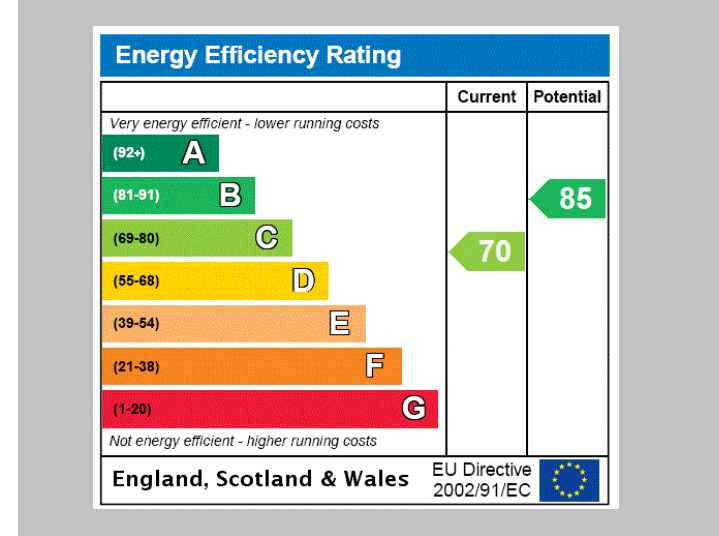 Energy Efficiency Rating
Current Potential
Very energy efficient - lower running costs
(92+) A
(81-91) B
85
(69-80) C
70
(55-68) D
(39-54) E
(21-38) F
(1-20) G
Not energy efficient - higher running costs
England, Scotland & Wales
EU Directive
2002/91/EC